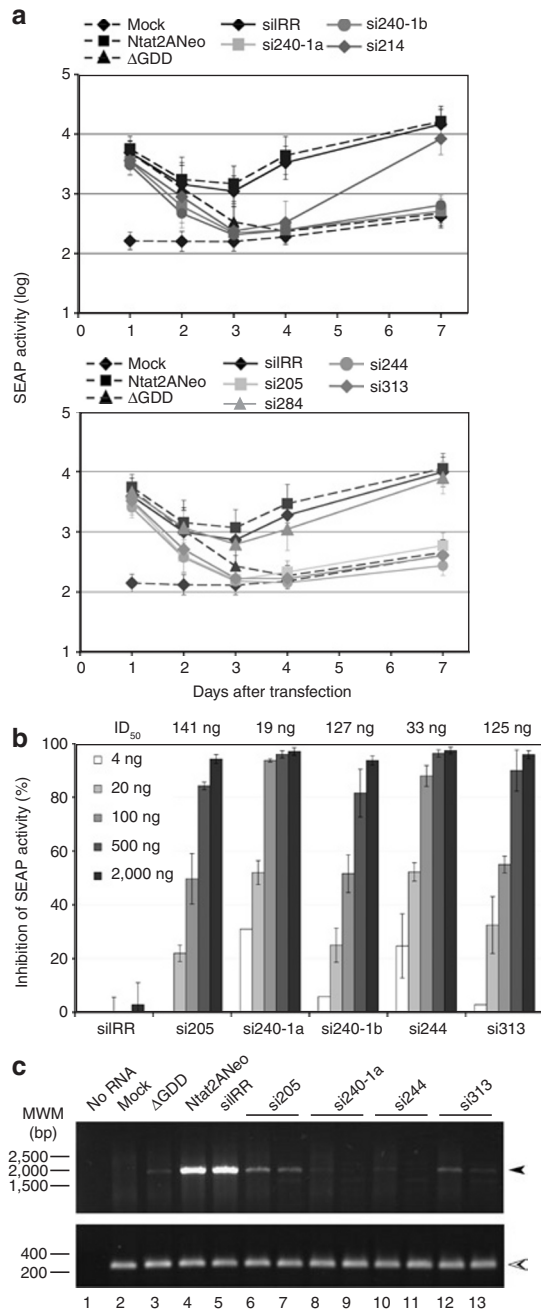 a
Mock siIRR si240-1b
Ntat2ANeo si240-1a si214
ΔGDD
5
4
3
2
1
0 1 2 3 4 5 6 7
SEAP activity (log)
Mock siIRR si244
Ntat2ANeo si205 si313
ΔGDD si284
5
4
3
2
1
0 1 2 3 4 5 6 7
Days after transfection
b
ID50 141 ng 19 ng 127 ng 33 ng 125 ng
100
80
60
40
20
0
Inhibition of SEAP activity (%)
4 ng
20 ng
100 ng
500 ng
2,000 ng
siIRR si205 si240-1a si240-1b si244 si313
c
No RNA Mock ΔGDD Ntat2ANeo siIRR si205 si240-1a si244 si313
MWM
(bp)
2,500
2,000
1,500
400
200
1 2 3 4 5 6 7 8 9 10 11 12 13